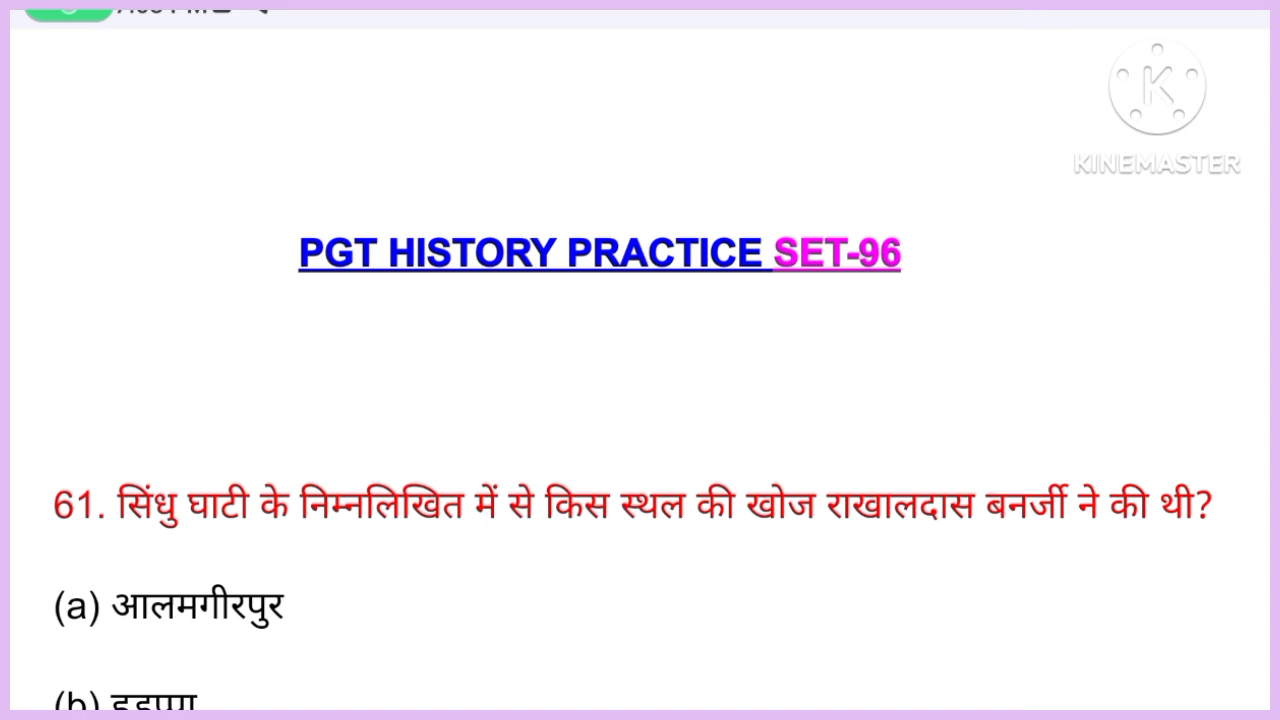 K
KINEMASTER
PGT HISTORY PRACTICE SET-96
61. सिंधु घाटी के निम्नलिखित में से किस स्थल की खोज राखालदास बनर्जी ने की थी?
(a) आलमगीरपुर
(b)